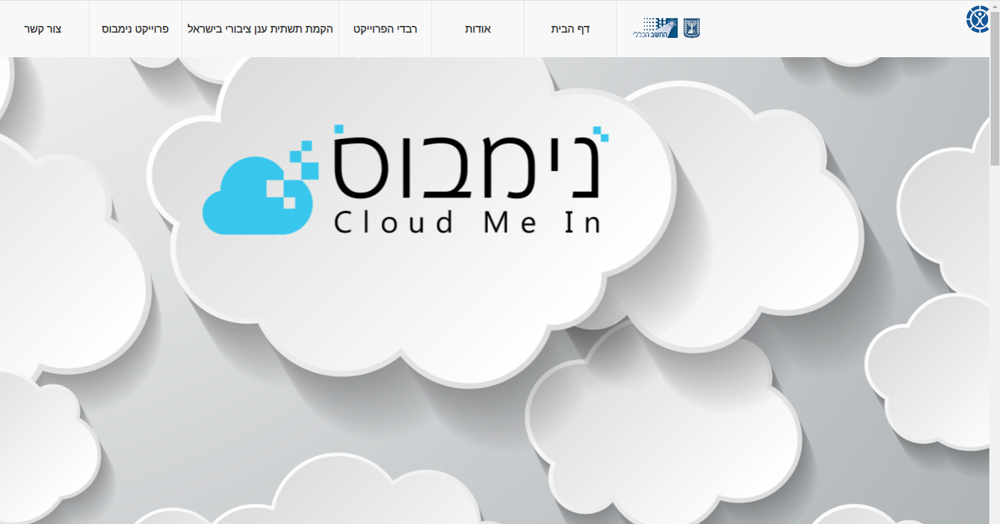 החשב הכללי
דף הבית
אודות
רבדי הפרוייקט
הקמת תשתית ענן ציבורי בישראל
פרוייקט נימבוס
צור קשר
נימבוס
Cloud Me In